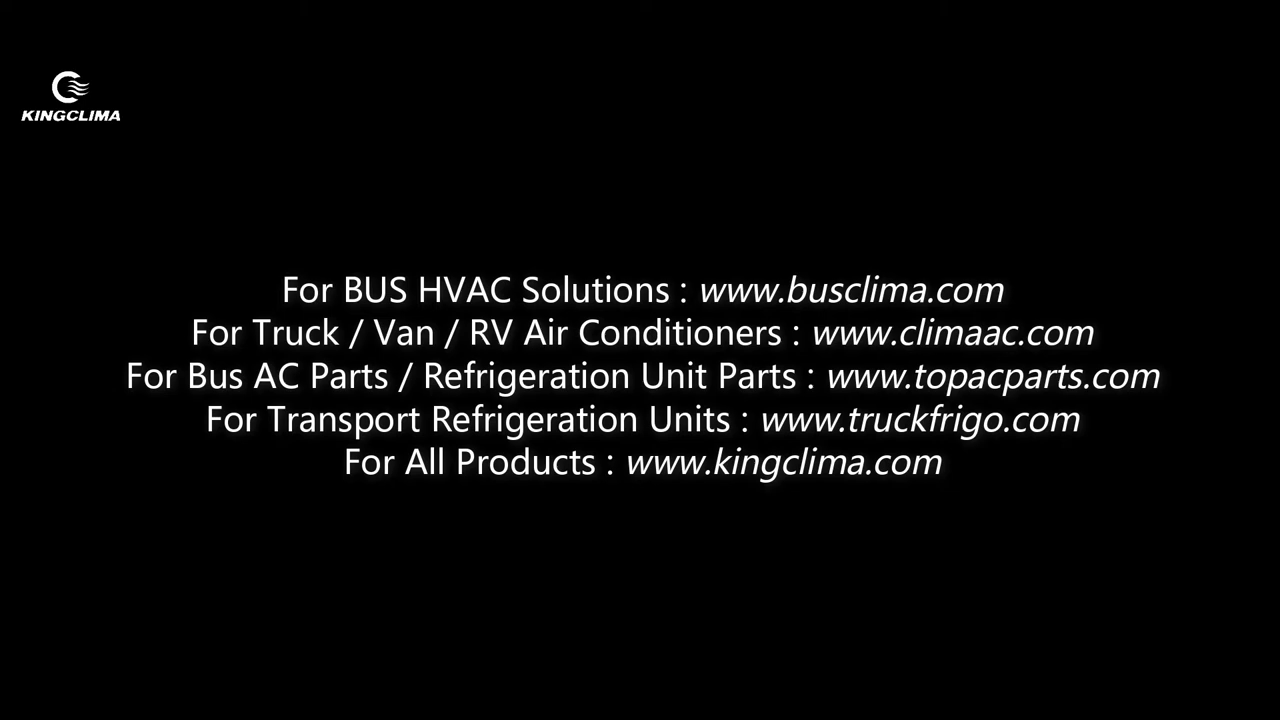 KINGCLIMA
For BUS HVAC Solutions : www.busclima.com
For Truck / Van / RV Air Conditioners : www.climaac.com
For Bus AC Parts / Refrigeration Unit Parts : www.topacparts.com
For Transport Refrigeration Units : www.truckfrigo.com
For All Products : www.kingclima.com